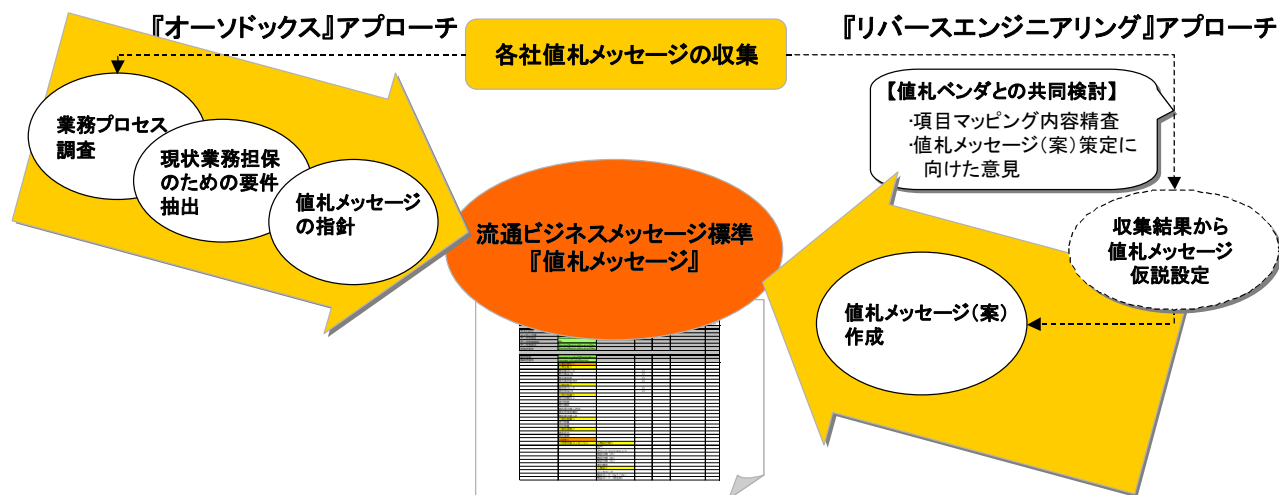 『オーソドックス』アプローチ
各社値札メッセージの収集
『リバースエンジニアリング』アプローチ
業務プロセス
調査
現状業務担保
のための要件
抽出
値札メッセージ
の指針
流通ビジネスメッセージ標準
『値札メッセージ』
【値札ベンダとの共同検討】
・項目マッピング内容精査
・値札メッセージ（案）策定に
向けた意見
収集結果から
値札メッセージ
仮説設定
値札メッセージ（案）
作成